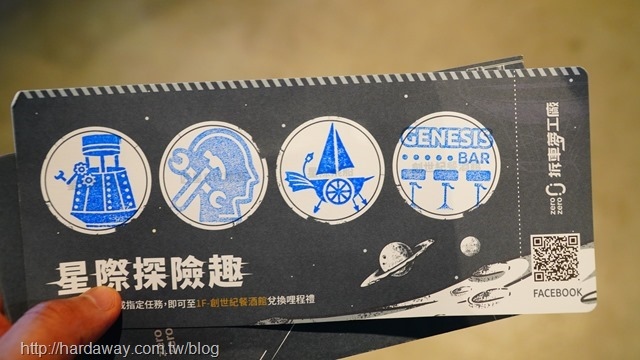 GENESIS
BAR
星際探險趣
成指定任務,即可至1F-創世紀餐酒館兌換哩程禮
zero zero
拆車夢工廠
FACEBOOK
http://hardaway.com.tw/blog